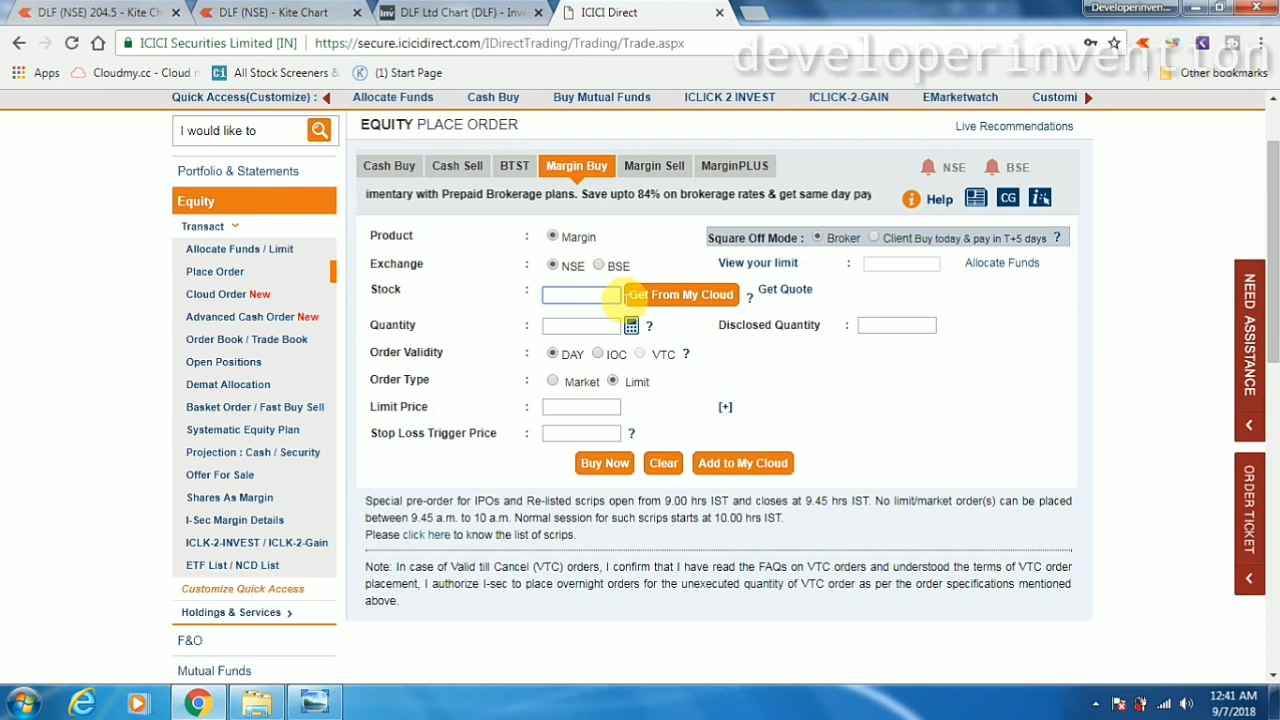 DLF (NSE) 204.5 - Kite Ch
DLF (NSE) - Kite Chart
Inv DLF Ltd Chart (DLF) - Inve
ICICI Direct
Developerinven...
ICICI Securities Limited [IN] https://secure.icicidirect.com/IDirectTrading/Trading/Trade.aspx
developer invention
Apps Cloudmy.cc - Cloud n Ci All Stock Screeners & K (1) Start Page Other bookmarks
Quick Access(Customize) : Allocate Funds Cash Buy Buy Mutual Funds ICLICK 2 INVEST ICLICK-2-GAIN EMarketwatch Customi
I would like to
EQUITY PLACE ORDER Live Recommendations
Cash Buy Cash Sell BTST Margin Buy Margin Sell MarginPLUS NSE BSE
imentary with Prepaid Brokerage plans. Save upto 84% on brokerage rates & get same day pay
i Help CG i
Portfolio & Statements
Equity
Transact
Allocate Funds / Limit
Place Order
Cloud Order New
Advanced Cash Order New
Order Book / Trade Book
Open Positions
Demat Allocation
Basket Order / Fast Buy Sell
Systematic Equity Plan
Projection : Cash / Security
Offer For Sale
Shares As Margin
I-Sec Margin Details
ICLK-2-INVEST / ICLK-2-Gain
ETF List / NCD List
Customize Quick Access
Holdings & Services
F&O
Mutual Funds
Product : Margin Square Off Mode : Broker Client Buy today & pay in T+5 days ?
Exchange : NSE BSE View your limit : Allocate Funds
Stock : Get From My Cloud ? Get Quote
Quantity : ? Disclosed Quantity :
Order Validity : DAY IOC VTC ?
Order Type : Market Limit
Limit Price : [+]
Stop Loss Trigger Price : ?
Buy Now Clear Add to My Cloud
Special pre-order for IPOs and Re-listed scrips open from 9.00 hrs IST and closes at 9.45 hrs IST. No limit/market order(s) can be placed
between 9.45 a.m. to 10 a.m. Normal session for such scrips starts at 10.00 hrs IST.
Please click here to know the list of scrips.
Note: In case of Valid till Cancel (VTC) orders, I confirm that I have read the FAQs on VTC orders and understood the terms of VTC order
placement, I authorize I-sec to place overnight orders for the unexecuted quantity of VTC order as per the order specifications mentioned
above.
NEED ASSISTANCE
ORDER TICKET
12:41 AM
9/7/2018